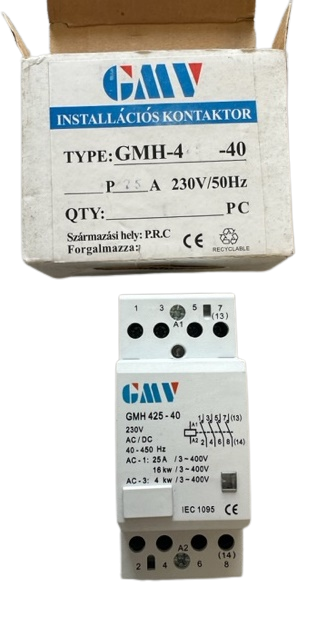 GMV
INSTALLÁCIÓS KONTAKTOR
TYPE: GMH-4 -40
P A 230V/50Hz
QTY: PC
Származási hely: P.R.C
Forgalmazza:
CE
RECYCLABLE
1 3 5 7
A1 (13)
GMV
GMH 425 - 40
230V
AC / DC
40 - 450 Hz
AC - 1: 25 A / 3 ~ 400V
16 kw / 3 ~ 400V
AC - 3: 4 kw / 3 ~ 400V
1 3 5 7 (13)
A1
A2
2 4 6 8 (14)
IEC 1095 CE
A2 (14)
2 4 6 8